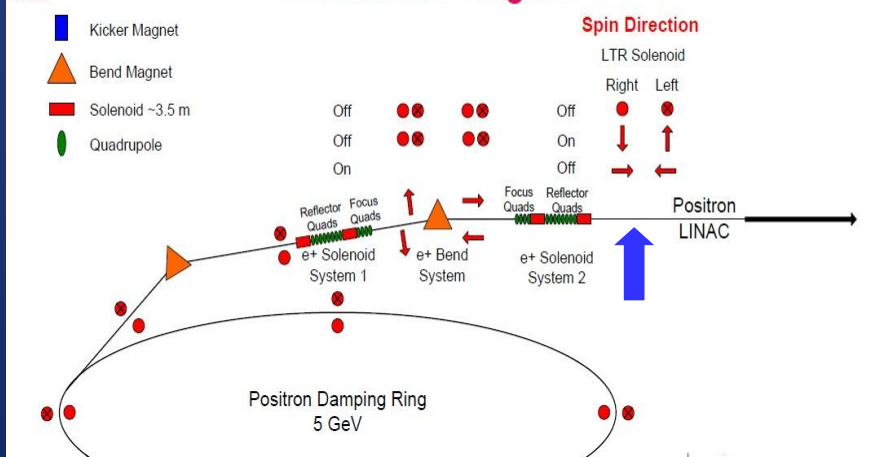 Spin Direction
LTR Solenoid
Right Left
Kicker Magnet
Bend Magnet
Solenoid ~3.5 m
Quadrupole
Off Off
Off On
On Off
Reflector Quads
Focus Quads
Focus Quads
Reflector Quads
Positron
LINAC
e+ Solenoid
System 1
e+ Bend
System
e+ Solenoid
System 2
Positron Damping Ring
5 GeV